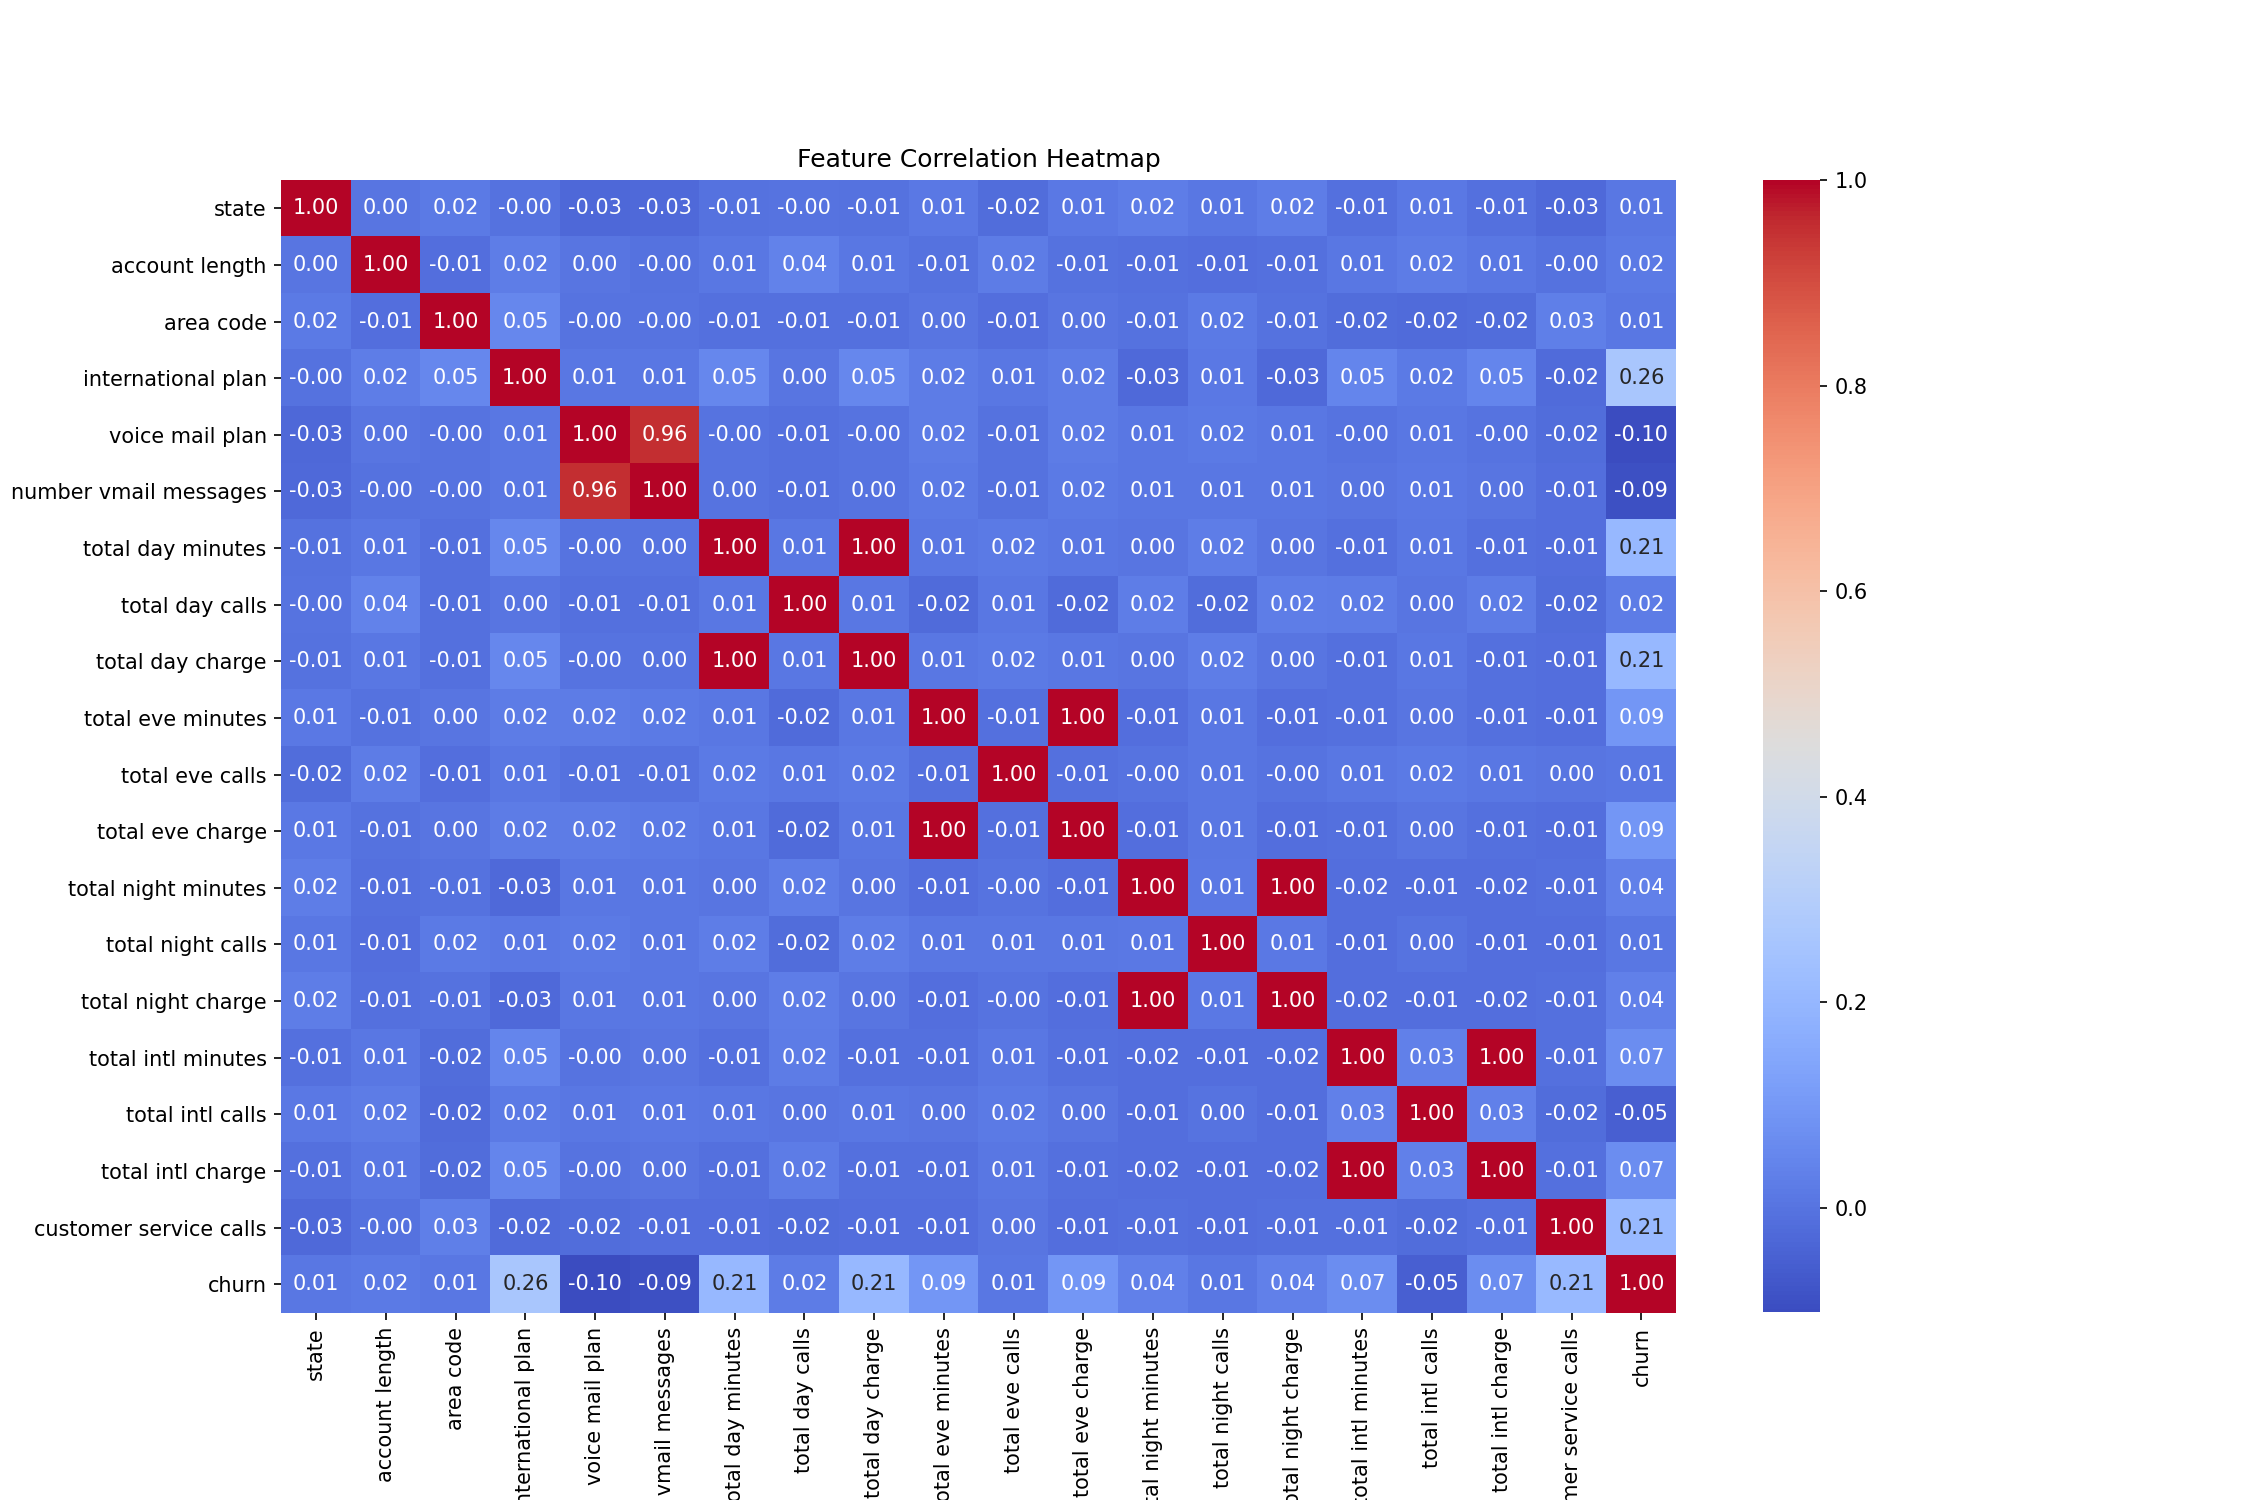 Feature Correlation Heatmap
state 1.00 0.00 0.02 -0.00 -0.03 -0.03 -0.01 -0.00 -0.01 0.01 -0.02 0.01 0.02 0.01 0.02 -0.01 0.01 -0.01 -0.03 0.01
account length 0.00 1.00 -0.01 0.02 0.00 -0.00 0.01 0.04 0.01 -0.01 0.02 -0.01 -0.01 -0.01 -0.01 0.01 0.02 0.01 -0.00 0.02
area code 0.02 -0.01 1.00 0.05 -0.00 -0.00 -0.01 -0.01 -0.01 0.00 -0.01 0.00 -0.01 0.02 -0.01 -0.02 -0.02 -0.02 0.03 0.01
international plan -0.00 0.02 0.05 1.00 0.01 0.01 0.05 0.00 0.05 0.02 0.01 0.02 -0.03 0.01 -0.03 0.05 0.02 0.05 -0.02 0.26
voice mail plan -0.03 0.00 -0.00 0.01 1.00 0.96 -0.00 -0.01 -0.00 0.02 -0.01 0.02 0.01 0.02 0.01 -0.00 0.01 -0.00 -0.02 -0.10
number vmail messages -0.03 -0.00 -0.00 0.01 0.96 1.00 0.00 -0.01 0.00 0.02 -0.01 0.02 0.01 0.01 0.01 0.00 0.01 0.00 -0.01 -0.09
total day minutes -0.01 0.01 -0.01 0.05 -0.00 0.00 1.00 0.01 1.00 0.01 0.02 0.01 0.00 0.02 0.00 -0.01 0.01 -0.01 -0.01 0.21
total day calls -0.00 0.04 -0.01 0.00 -0.01 -0.01 0.01 1.00 0.01 -0.02 0.01 -0.02 0.02 -0.02 0.02 0.02 0.00 0.02 -0.02 0.02
total day charge -0.01 0.01 -0.01 0.05 -0.00 0.00 1.00 0.01 1.00 0.01 0.02 0.01 0.00 0.02 0.00 -0.01 0.01 -0.01 -0.01 0.21
total eve minutes 0.01 -0.01 0.00 0.02 0.02 0.02 0.01 -0.02 0.01 1.00 -0.01 1.00 -0.01 0.01 -0.01 -0.01 0.00 -0.01 -0.01 0.09
total eve calls -0.02 0.02 -0.01 0.01 -0.01 -0.01 0.02 0.01 0.02 -0.01 1.00 -0.01 -0.00 0.01 -0.00 0.01 0.02 0.01 0.00 0.01
total eve charge 0.01 -0.01 0.00 0.02 0.02 0.02 0.01 -0.02 0.01 1.00 -0.01 1.00 -0.01 0.01 -0.01 -0.01 0.00 -0.01 -0.01 0.09
total night minutes 0.02 -0.01 -0.01 -0.03 0.01 0.01 0.00 0.02 0.00 -0.01 -0.00 -0.01 1.00 0.01 1.00 -0.02 -0.01 -0.02 -0.01 0.04
total night calls 0.01 -0.01 0.02 0.01 0.02 0.01 0.02 -0.02 0.02 0.01 0.01 0.01 0.01 1.00 0.01 -0.01 0.00 -0.01 -0.01 0.01
total night charge 0.02 -0.01 -0.01 -0.03 0.01 0.01 0.00 0.02 0.00 -0.01 -0.00 -0.01 1.00 0.01 1.00 -0.02 -0.01 -0.02 -0.01 0.04
total intl minutes -0.01 0.01 -0.02 0.05 -0.00 0.00 -0.01 0.02 -0.01 -0.01 0.01 -0.01 -0.02 -0.01 -0.02 1.00 0.03 1.00 -0.01 0.07
total intl calls 0.01 0.02 -0.02 0.02 0.01 0.01 0.01 0.00 0.01 0.00 0.02 0.00 -0.01 0.00 -0.01 0.03 1.00 0.03 -0.02 -0.05
total intl charge -0.01 0.01 -0.02 0.05 -0.00 0.00 -0.01 0.02 -0.01 -0.01 0.01 -0.01 -0.02 -0.01 -0.02 1.00 0.03 1.00 -0.01 0.07
customer service calls -0.03 -0.00 0.03 -0.02 -0.02 -0.01 -0.01 -0.02 -0.01 -0.01 0.00 -0.01 -0.01 -0.01 -0.01 -0.01 -0.02 -0.01 1.00 0.21
churn 0.01 0.02 0.01 0.26 -0.10 -0.09 0.21 0.02 0.21 0.09 0.01 0.09 0.04 0.01 0.04 0.07 -0.05 0.07 0.21 1.00
state
account length
area code
nternational plan
voice mail plan
vmail messages
otal day minutes
total day calls
total day charge
otal eve minutes
total eve calls
total eve charge
tal night minutes
total night calls
otal night charge
total intl minutes
total intl calls
total intl charge
mer service calls
churn
1.0
0.8
0.6
0.4
0.2
0.0